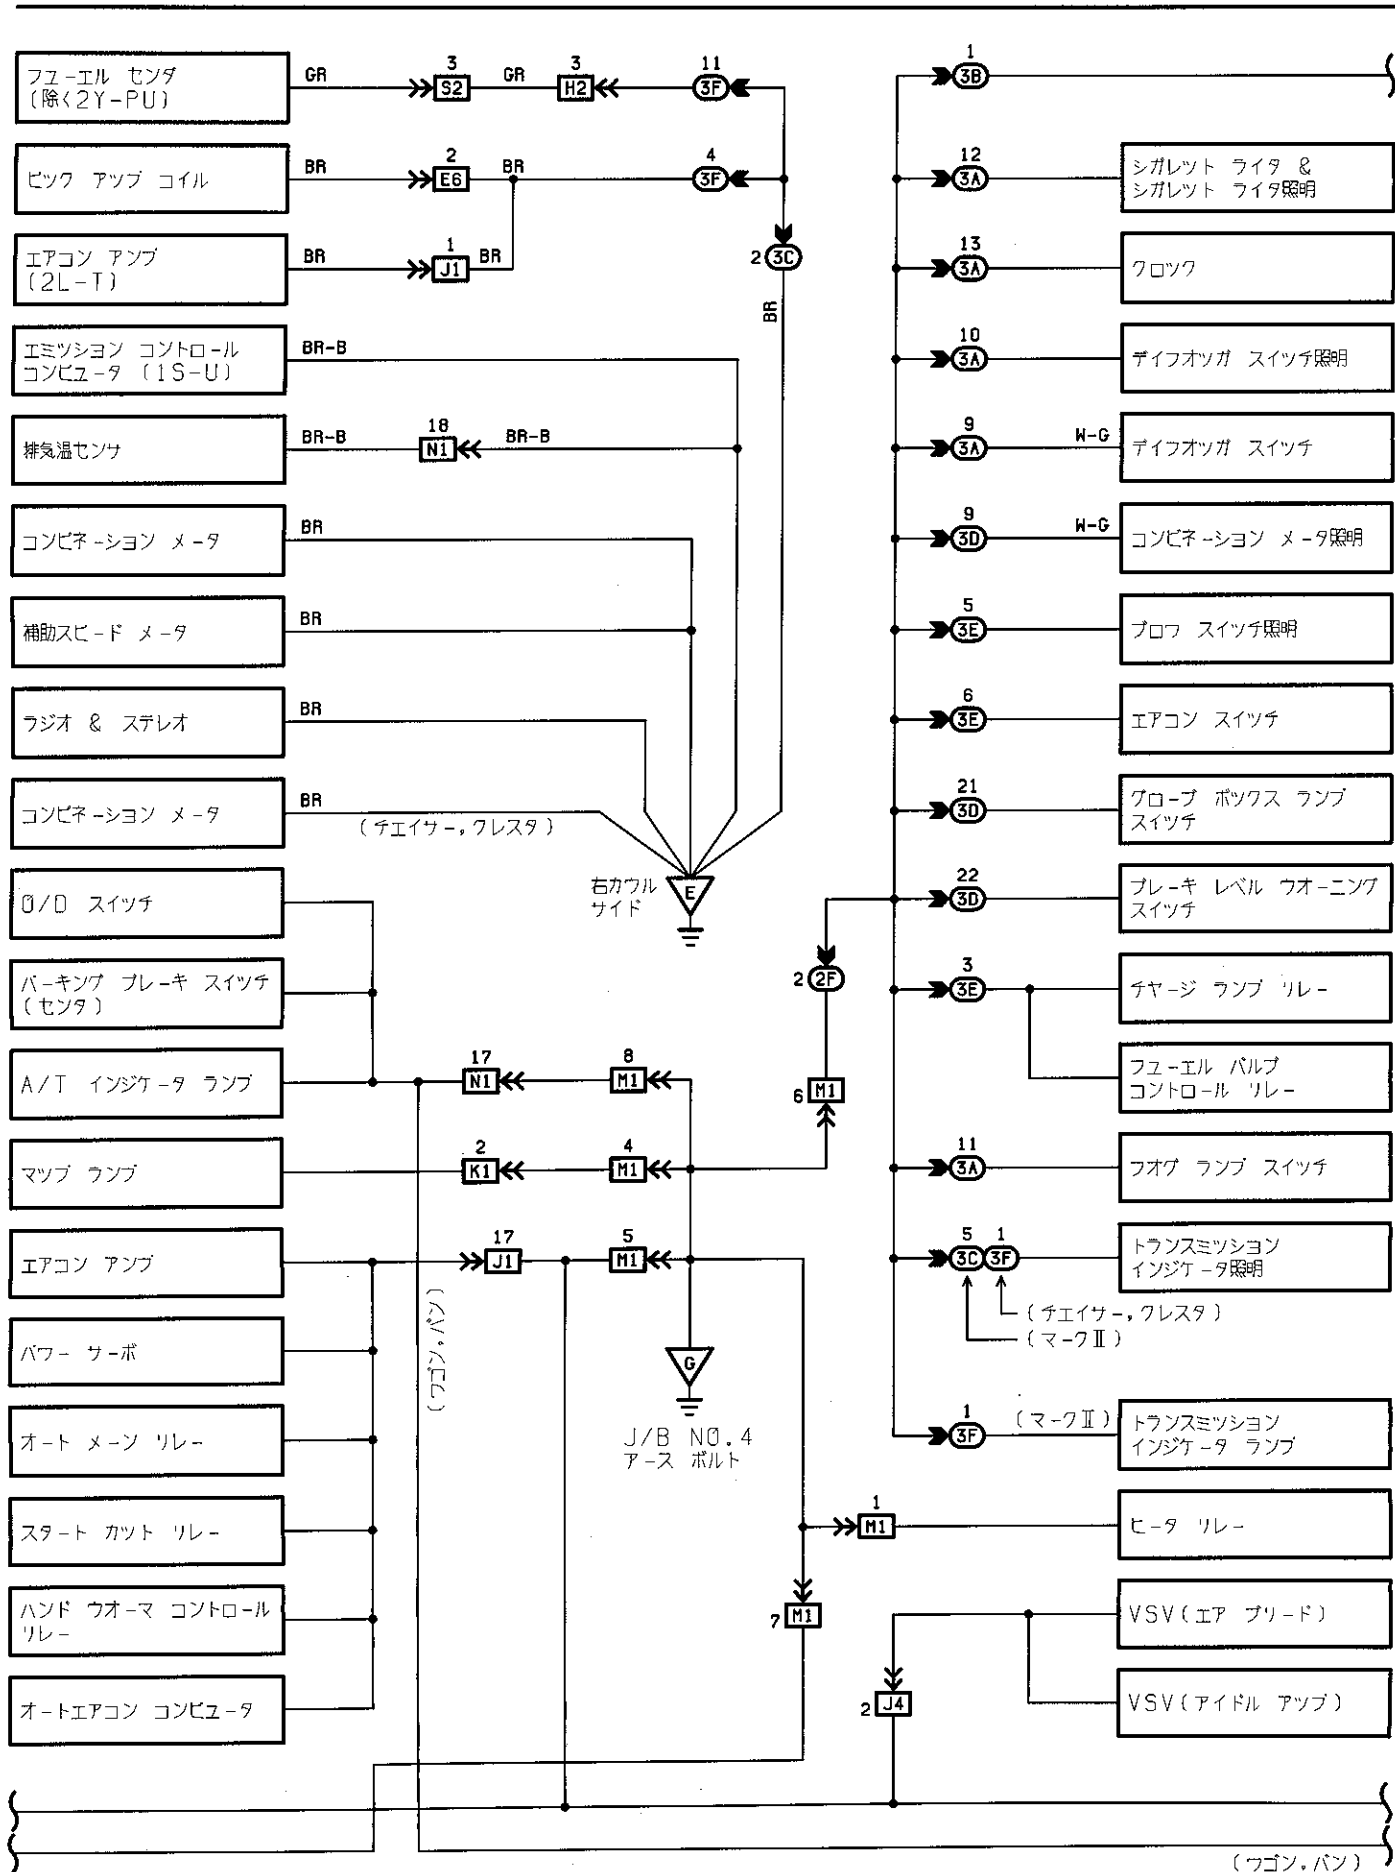 フューエル センダ
(除く2Y-PU)
GR
3
S2
GR
3
H2
11
3F
ピック アップ コイル
BR
2
E6
BR
4
3F
エアコン アンプ
(2L-T)
BR
1
J1
BR
2
3C
BR
エミッション コントロール
コンピュータ (1S-U)
BR-B
排気温センサ
BR-B
18
N1
BR-B
コンビネーション メータ
BR
補助スピード メータ
BR
ラジオ & ステレオ
BR
コンビネーション メータ
BR
(チェイサー,クレスタ)
右カウル
サイド
E
O/D スイッチ
パーキング ブレーキ スイッチ
(センタ)
A/T インジケータ ランプ
17
N1
8
M1
マップ ランプ
2
K1
4
M1
エアコン アンプ
17
J1
5
M1
(ワゴン,バン)
パワー サーボ
G
J/B NO.4
アース ボルト
オート メーン リレー
スタート カット リレー
ハンド ウオーマ コントロール
リレー
オートエアコン コンピュータ
2
2F
6
M1
1
3B
12
3A
シガレット ライタ &
シガレット ライタ照明
13
3A
クロック
10
3A
デイフオッガ スイッチ照明
9
3A
W-G
デイフオッガ スイッチ
9
3D
W-G
コンビネーション メータ照明
5
3E
ブロワ スイッチ照明
6
3E
エアコン スイッチ
21
3D
グローブ ボックス ランプ
スイッチ
22
3D
ブレーキ レベル ウオーニング
スイッチ
3
3E
チャージ ランプ リレー
フューエル バルブ
コントロール リレー
11
3A
フオグ ランプ スイッチ
5
3C
1
3F
トランスミッション
インジケータ照明
(チェイサー,クレスタ)
(マークⅡ)
1
3F
(マークⅡ)
トランスミッション
インジケータ ランプ
1
M1
ヒータ リレー
7
M1
VSV(エア ブリード)
2
J4
VSV(アイドル アップ)
(ワゴン,バン)